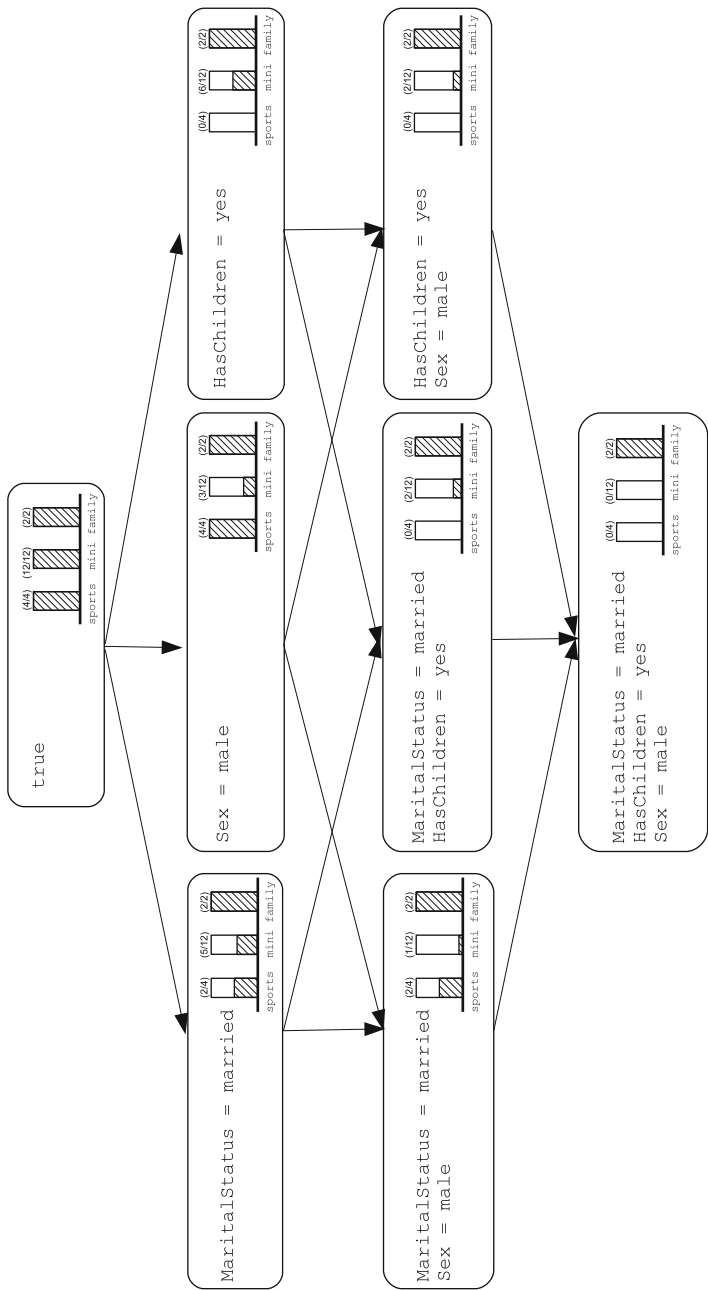 true
(4/4) (12/12) (2/2)
sports mini family
MaritalStatus = married
(2/4) (5/12) (2/2)
sports mini family
Sex = male
(4/4) (3/12) (2/2)
sports mini family
HasChildren = yes
(0/4) (6/12) (2/2)
sports mini family
MaritalStatus = married
Sex = male
(2/4) (1/12) (2/2)
sports mini family
MaritalStatus = married
HasChildren = yes
(0/4) (2/12) (2/2)
sports mini family
HasChildren = yes
Sex = male
(0/4) (2/12) (2/2)
sports mini family
MaritalStatus = married
HasChildren = yes
Sex = male
(0/4) (0/12) (2/2)
sports mini family